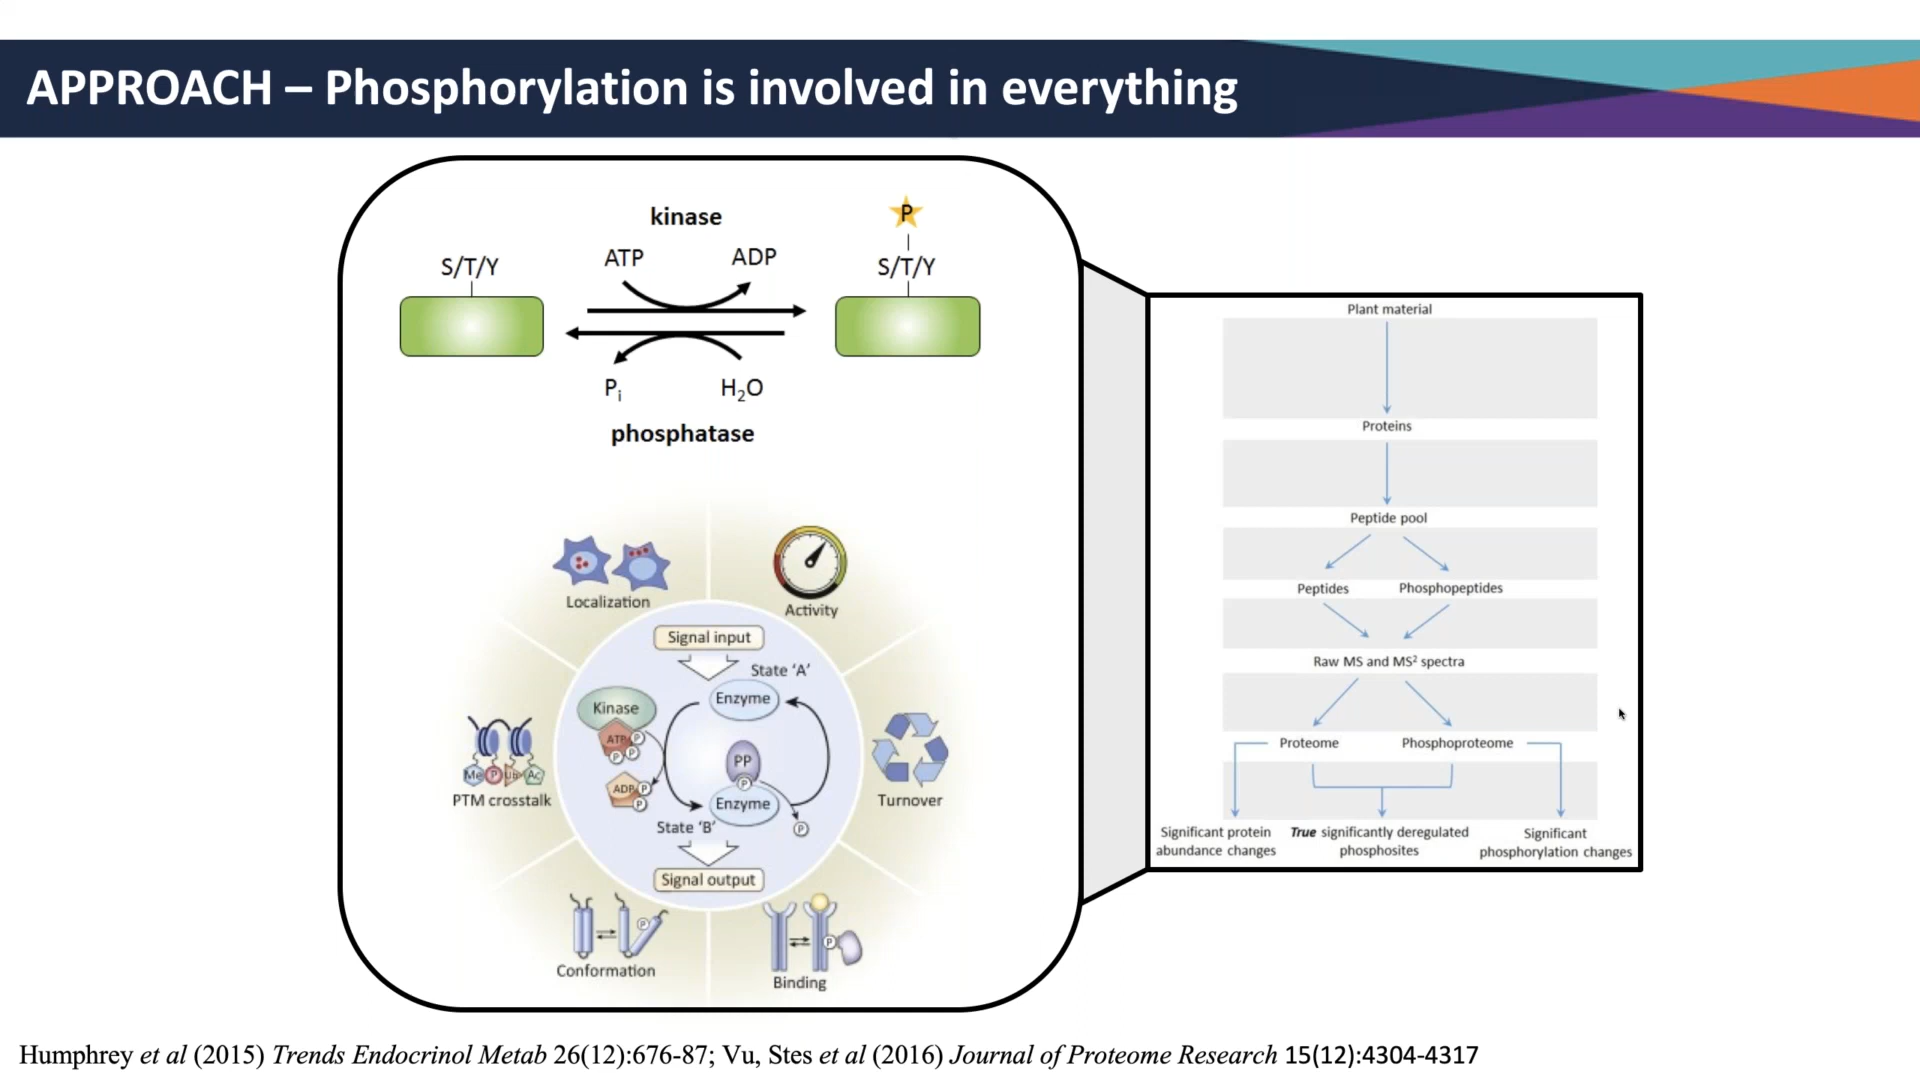 APPROACH – Phosphorylation is involved in everything
kinase
ATP
ADP
S/T/Y
P
S/T/Y
Pi
H2O
phosphatase
Localization
Activity
Signal input
State ‘A’
Enzyme
Kinase
ATP
P
P
P
PP
P
ADP
P
P
Enzyme
State ‘B’
P
Signal output
PTM crosstalk
Me
P
Ub
Ac
Turnover
Conformation
P
Binding
P
Plant material
Proteins
Peptide pool
Peptides
Phosphopeptides
Raw MS and MS² spectra
Proteome
Phosphoproteome
Significant protein
abundance changes
True significantly deregulated
phosphosites
Significant
phosphorylation changes
Humphrey et al (2015) Trends Endocrinol Metab 26(12):676-87; Vu, Stes et al (2016) Journal of Proteome Research 15(12):4304-4317